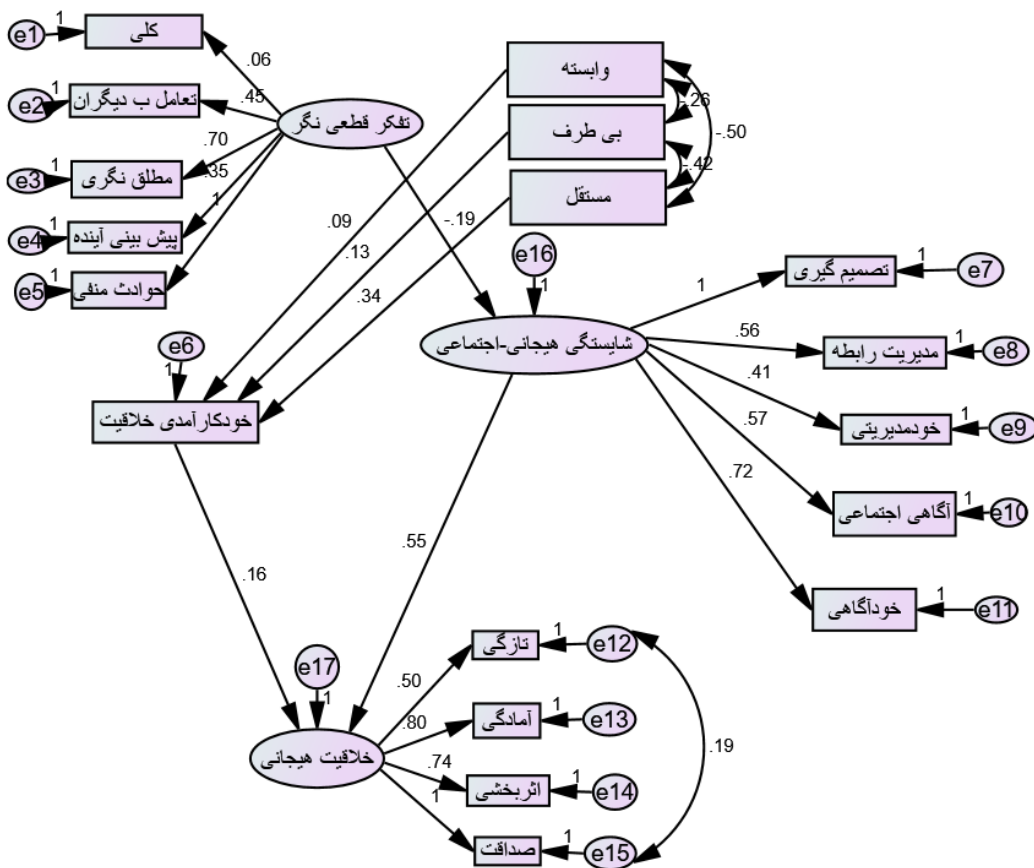 e1
1
کلی
.06
e2
1
تعامل ب دیگران
.45
تفکر قطعی نگر
e3
1
مطلق نگری
.70
e4
1
پیش بینی آینده
.35
e5
1
حوادث منفی
1
وابسته
بی طرف
مستقل
-.26
-.50
-.42
.09
.13
.34
-.19
e16
1
شایستگی هیجانی-اجتماعی
1
تصمیم گیری
1
e7
.56
مدیریت رابطه
1
e8
.41
خودمدیریتی
1
e9
.57
آگاهی اجتماعی
1
e10
.72
خودآگاهی
1
e11
e6
1
خودکارآمدی خلاقیت
.16
.55
e17
1
خلاقیت هیجانی
.50
تازگی
1
e12
.80
آمادگی
1
e13
.74
اثربخشی
1
e14
1
صداقت
1
e15
.19